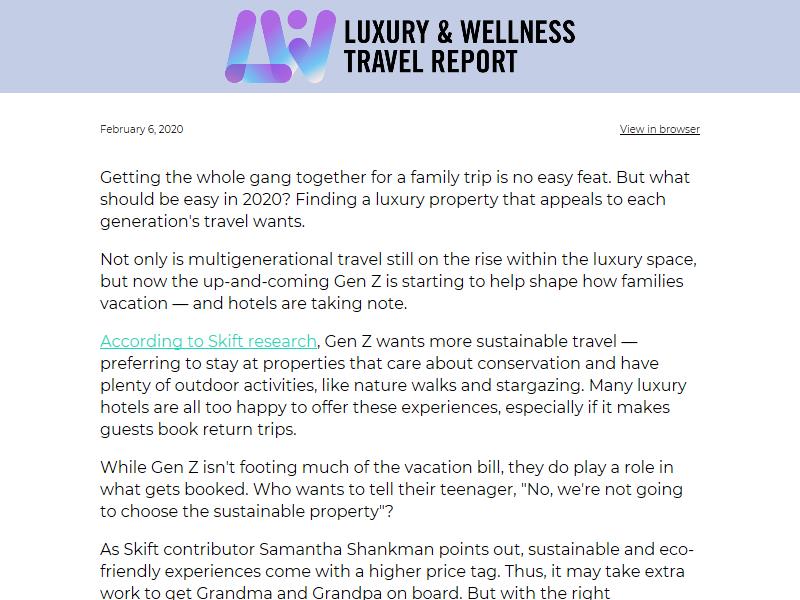 LUXURY & WELLNESS
TRAVEL REPORT
February 6, 2020
View in browser
Getting the whole gang together for a family trip is no easy feat. But what
should be easy in 2020? Finding a luxury property that appeals to each
generation's travel wants.
Not only is multigenerational travel still on the rise within the luxury space,
but now the up-and-coming Gen Z is starting to help shape how families
vacation — and hotels are taking note.
According to Skift research, Gen Z wants more sustainable travel —
preferring to stay at properties that care about conservation and have
plenty of outdoor activities, like nature walks and stargazing. Many luxury
hotels are all too happy to offer these experiences, especially if it makes
guests book return trips.
While Gen Z isn't footing much of the vacation bill, they do play a role in
what gets booked. Who wants to tell their teenager, "No, we're not going
to choose the sustainable property"?
As Skift contributor Samantha Shankman points out, sustainable and eco-
friendly experiences come with a higher price tag. Thus, it may take extra
work to get Grandma and Grandpa on board. But with the right